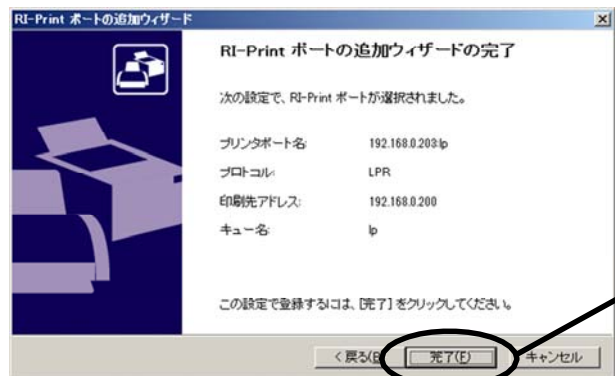 RI-Print ポートの追加ウィザード
RI-Print ポートの追加ウィザードの完了
次の設定で、RI-Print ポートが選択されました。
プリンタポート名: 192.168.0.203:lp
プロトコル: LPR
印刷先アドレス: 192.168.0.200
キュー名: lp
この設定で登録するには、[完了] をクリックしてください。
< 戻る(B 完了(F) キャンセル